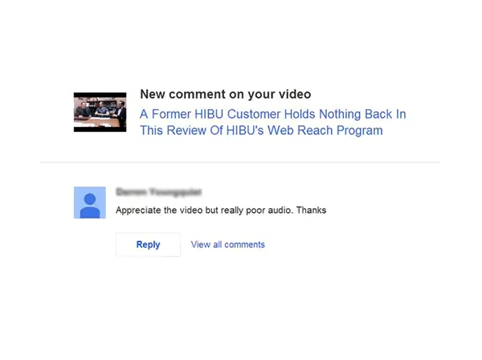 New comment on your video
A Former HIBU Customer Holds Nothing Back In
This Review Of HIBU's Web Reach Program
Appreciate the video but really poor audio. Thanks
Reply
View all comments